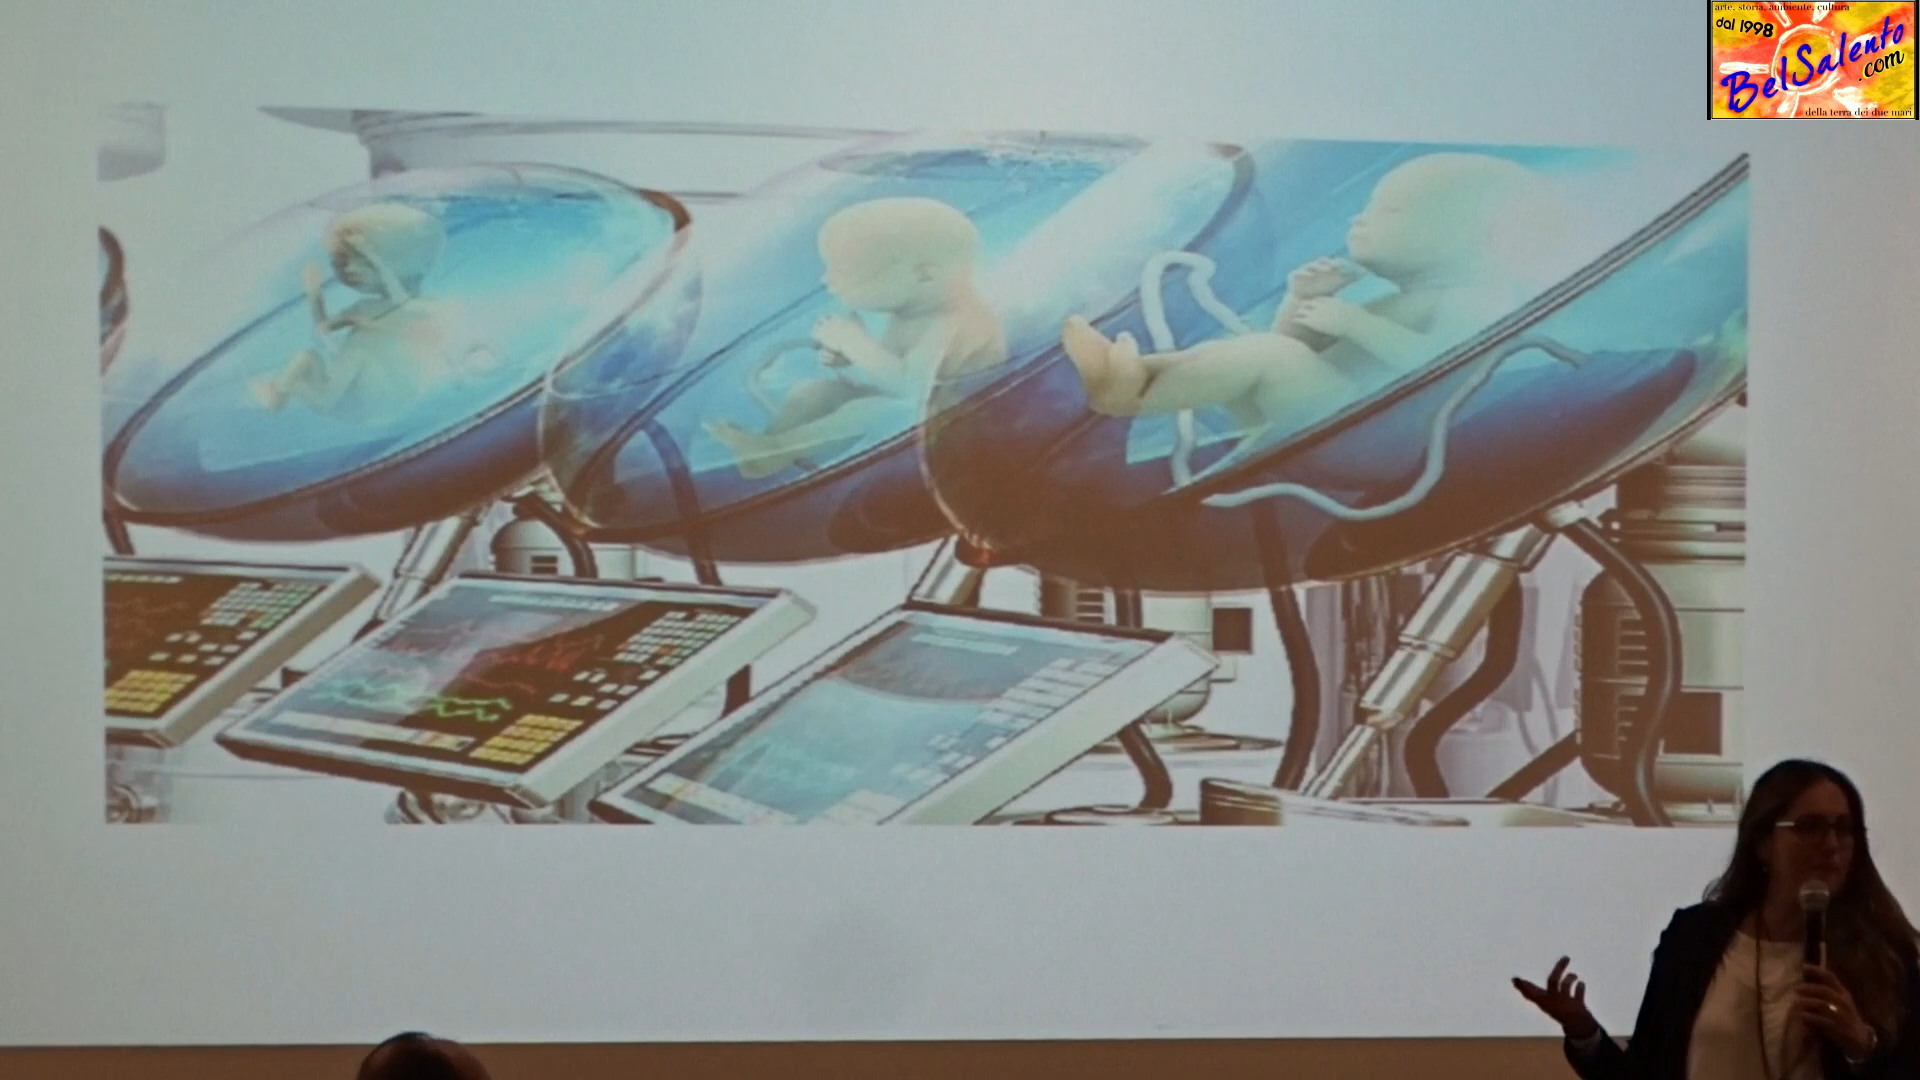 arte, storia, ambiente, cultura
dal 1998
BelSalento
.com
della terra dei due mari